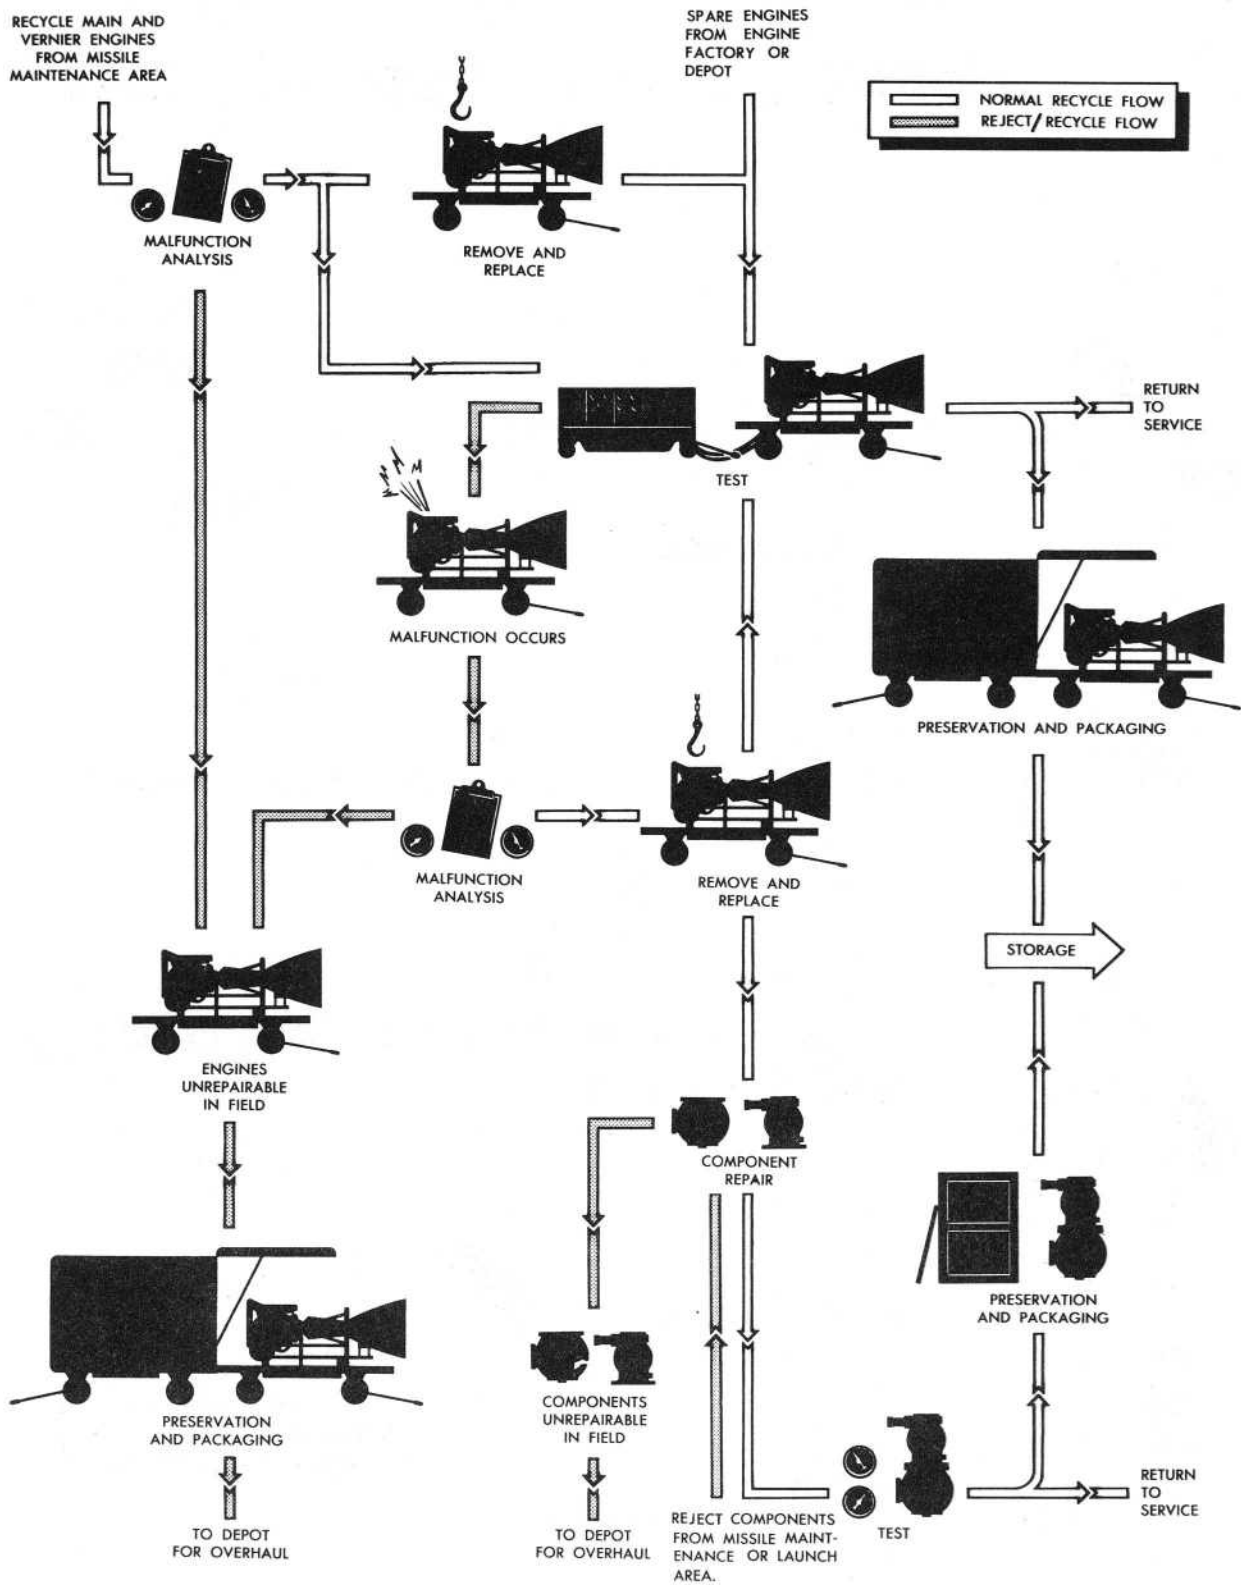 RECYCLE MAIN AND
VERNIER ENGINES
FROM MISSILE
MAINTENANCE AREA
SPARE ENGINES
FROM ENGINE
FACTORY OR
DEPOT
NORMAL RECYCLE FLOW
REJECT/RECYCLE FLOW
MALFUNCTION
ANALYSIS
REMOVE AND
REPLACE
RETURN
TO
SERVICE
TEST
MALFUNCTION OCCURS
PRESERVATION AND PACKAGING
MALFUNCTION
ANALYSIS
REMOVE AND
REPLACE
STORAGE
ENGINES
UNREPAIRABLE
IN FIELD
COMPONENT
REPAIR
PRESERVATION
AND PACKAGING
COMPONENTS
UNREPAIRABLE
IN FIELD
PRESERVATION
AND PACKAGING
RETURN
TO
SERVICE
TEST
TO DEPOT
FOR OVERHAUL
TO DEPOT
FOR OVERHAUL
REJECT COMPONENTS
FROM MISSILE MAINT-
ENANCE OR LAUNCH
AREA.